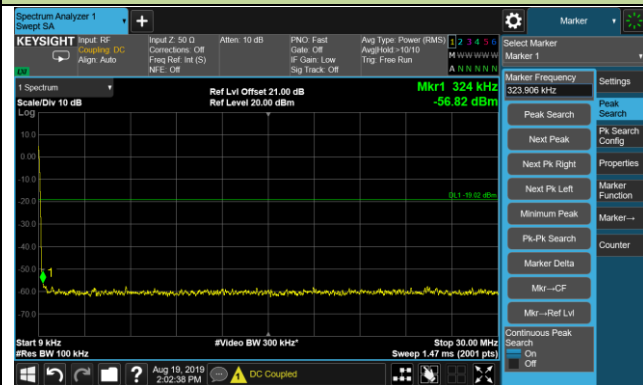 Spectrum Analyzer 1
Swept SA
+
Marker
KEYSIGHT
Input: RF
Coupling: DC
Align: Auto
Input Z: 50 Ω
Corrections: Off
Freq Ref: Int (S)
NFE: Off
Atten: 10 dB
PNO: Fast
Gate: Off
IF Gain: Low
Sig Track: Off
Avg Type: Power (RMS)
Avg|Hold:>10/10
Trig: Free Run
1 2 3 4 5 6
M W W W W W
A N N N N N
Select Marker
Marker 1
1 Spectrum
Scale/Div 10 dB
Log
Ref Lvl Offset 21.00 dB
Ref Level 20.00 dBm
Mkr1 324 kHz
-56.82 dBm
Marker Frequency
323.906 kHz
Peak Search
Next Peak
Next Pk Right
Next Pk Left
Minimum Peak
Pk-Pk Search
Marker Delta
Mkr→CF
Mkr→Ref Lvl
Continuous Peak
Search
On
Off
Settings
Peak
Search
Pk Search
Config
Properties
Marker
Function
Marker→
Counter
10.0
0.00
-10.0
-20.0
-30.0
-40.0
-50.0
-60.0
-70.0
DL1 -19.02 dBm
1
Start 9 kHz
#Res BW 100 kHz
#Video BW 300 kHz*
Stop 30.00 MHz
Sweep 1.47 ms (2001 pts)
?
Aug 19, 2019
2:02:38 PM
DC Coupled